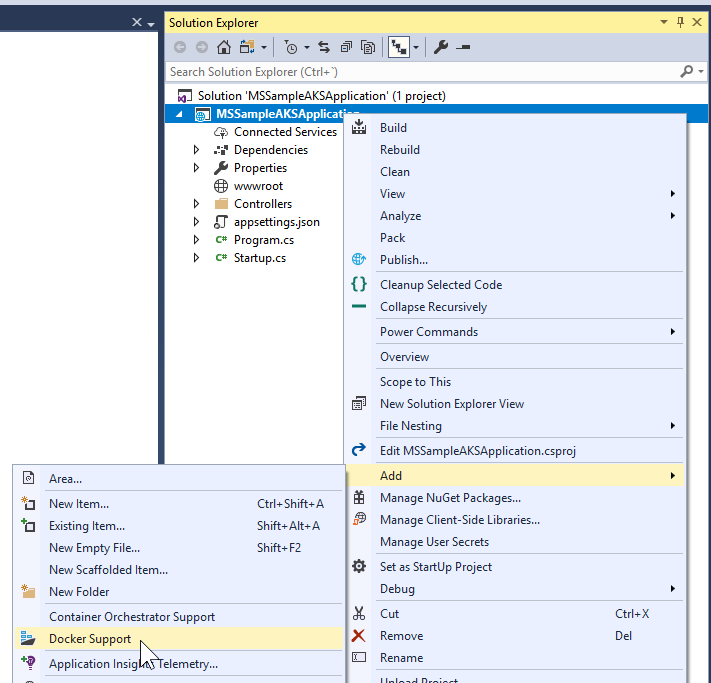 Solution Explorer
Search Solution Explorer (Ctrl+`)
Solution 'MSSampleAKSApplication' (1 project)
MSSampleAKSApplication
Connected Services
Dependencies
Properties
wwwroot
Controllers
appsettings.json
C# Program.cs
C# Startup.cs
Build
Rebuild
Clean
View
Analyze
Pack
Publish...
Cleanup Selected Code
Collapse Recursively
Power Commands
Overview
Scope to This
New Solution Explorer View
File Nesting
Edit MSSampleAKSApplication.csproj
Add
Manage NuGet Packages...
Manage Client-Side Libraries...
Manage User Secrets
Set as StartUp Project
Debug
Cut Ctrl+X
Remove Del
Rename
Unload Project
Area...
New Item... Ctrl+Shift+A
Existing Item... Shift+Alt+A
New Empty File... Shift+F2
New Scaffolded Item...
New Folder
Container Orchestrator Support
Docker Support
Application Insights Telemetry...